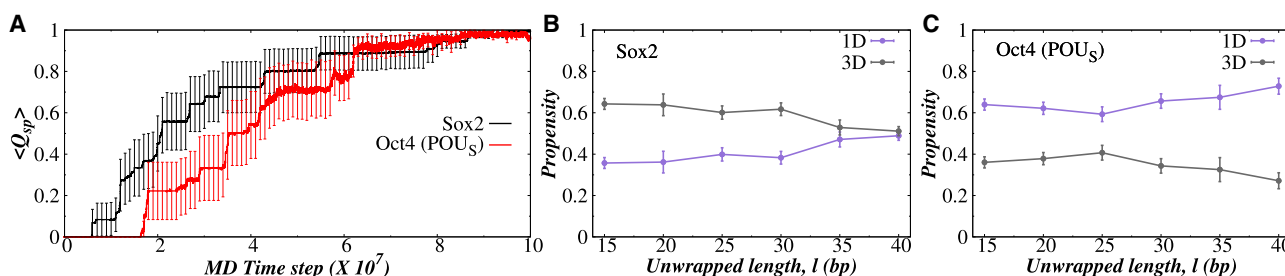 A
<Q_sp>
1
0.8
0.6
0.4
0.2
0
Sox2
Oct4 (POU_S)
0 2 4 6 8 10
MD Time step (X 10^7)
B
Propensity
1
0.8
0.6
0.4
0.2
0
Sox2
1D
3D
15 20 25 30 35 40
Unwrapped length, l (bp)
C
Propensity
1
0.8
0.6
0.4
0.2
0
Oct4 (POU_S)
1D
3D
15 20 25 30 35 40
Unwrapped length, l (bp)